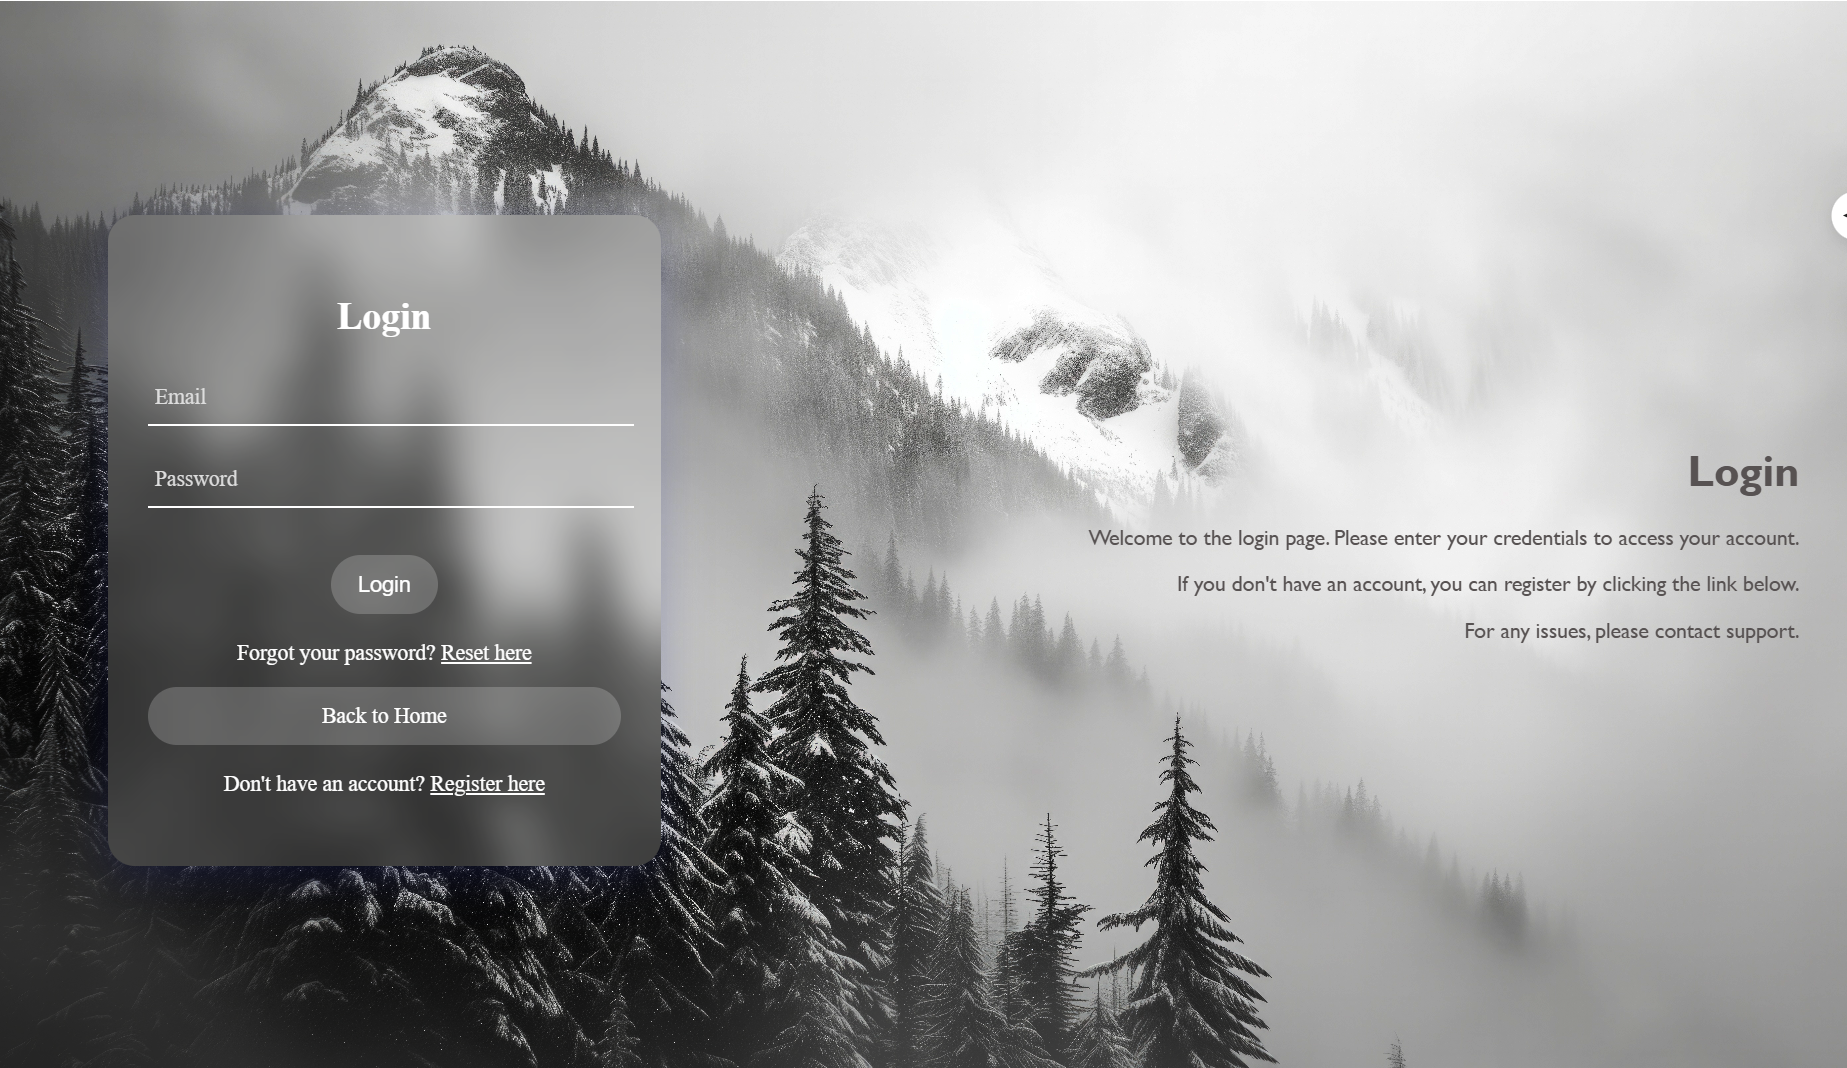 Login
Email
Password
Login
Forgot your password? Reset here
Back to Home
Don't have an account? Register here
Login
Welcome to the login page. Please enter your credentials to access your account.
If you don't have an account, you can register by clicking the link below.
For any issues, please contact support.